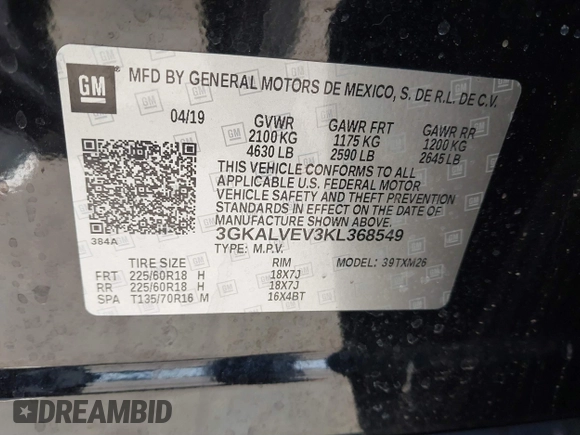 GM
MFD BY GENERAL MOTORS DE MEXICO, S. DE R.L. DE C.V.
04/19 GVWR GAWR FRT GAWR RR
2100 KG 1175 KG 1200 KG
4630 LB 2590 LB 2645 LB
THIS VEHICLE CONFORMS TO ALL
APPLICABLE U.S. FEDERAL MOTOR
VEHICLE SAFETY AND THEFT PREVENTION
STANDARDS IN EFFECT ON THE DATE OF
MANUFACTURE SHOWN ABOVE.
3GKALVEV3KL368549
384A
TYPE: M.P.V.
TIRE SIZE RIM MODEL: 39TXM26
FRT 225/60R18 H 18X7J
RR 225/60R18 H 18X7J
SPA T135/70R16 M 16X4BT
DREAMBID